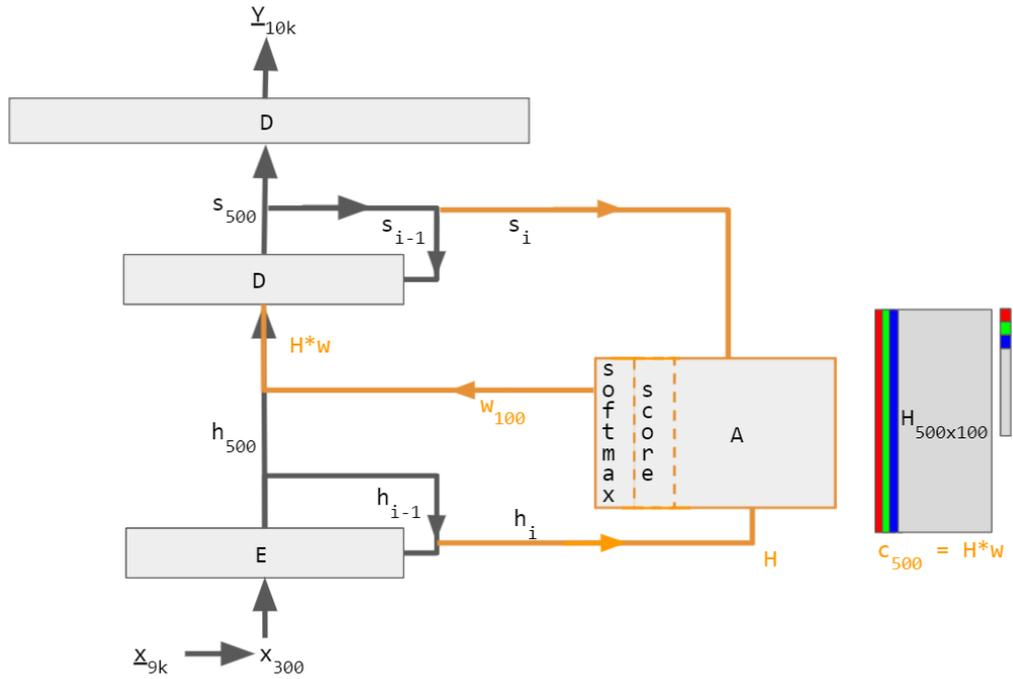 Y10k
D
s500
si-1
si
D
H*w
w100
softmax
score
A
h500
hi-1
hi
H
E
x9k
x300
H500x100
c500 = H*w